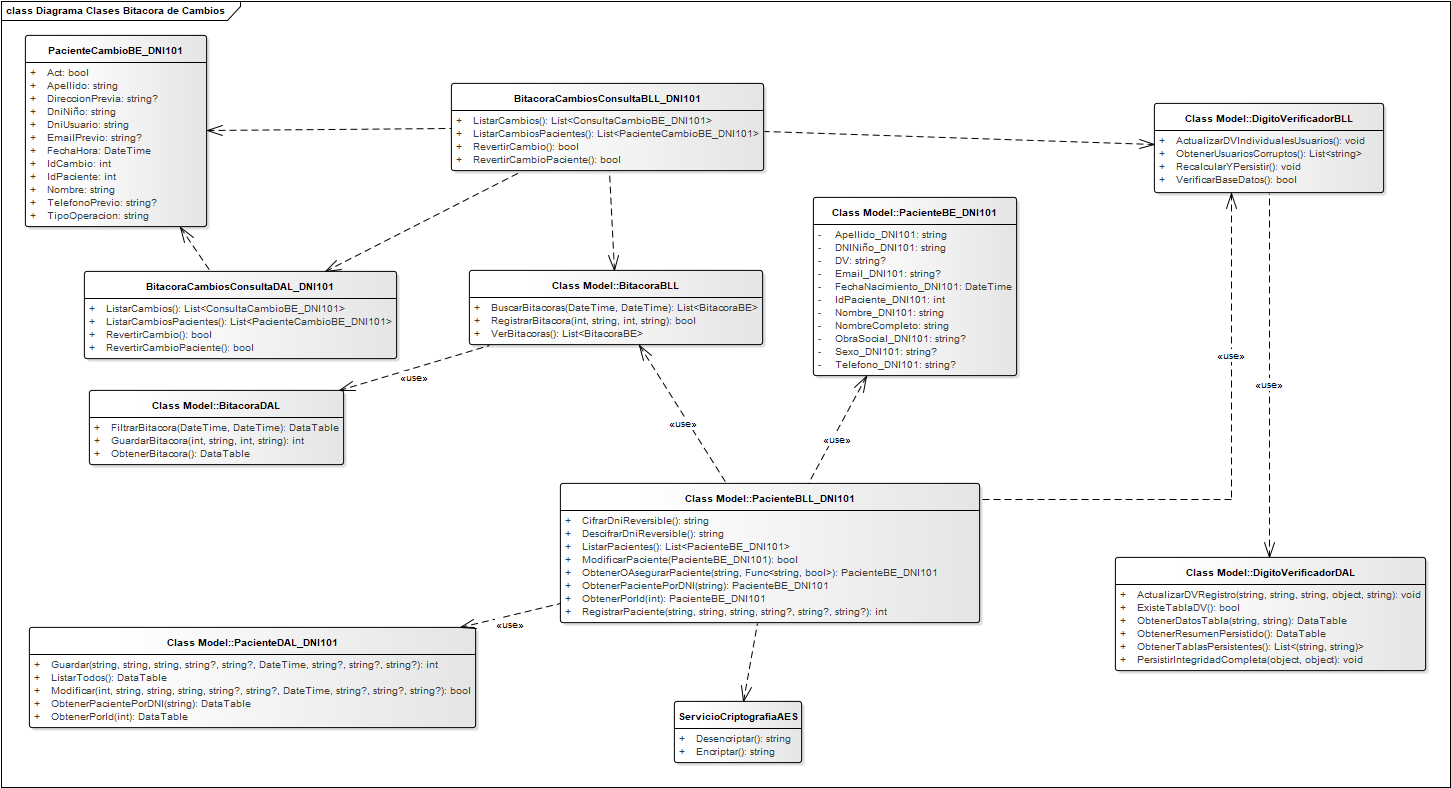 class Diagrama Clases Bitacora de Cambios
PacienteCambioBE_DNI101
+ Act: bool
+ Apellido: string
+ DireccionPrevia: string?
+ DniNiño: string
+ DniUsuario: string
+ EmailPrevio: string?
+ FechaHora: DateTime
+ IdCambio: int
+ IdPaciente: int
+ Nombre: string
+ TelefonoPrevio: string?
+ TipoOperacion: string
BitacoraCambiosConsultaBLL_DNI101
+ ListarCambios(): List<ConsultaCambioBE_DNI101>
+ ListarCambiosPacientes(): List<PacienteCambioBE_DNI101>
+ RevertirCambio(): bool
+ RevertirCambioPaciente(): bool
Class Model::DigitoVerificadorBLL
+ ActualizarDVIndividualesUsuarios(): void
+ ObtenerUsuariosCorruptos(): List<string>
+ RecalcularYPersistir(): void
+ VerificarBaseDatos(): bool
Class Model::PacienteBE_DNI101
- Apellido_DNI101: string
- DNINiño_DNI101: string
- DV: string?
- Email_DNI101: string?
- FechaNacimiento_DNI101: DateTime
- IdPaciente_DNI101: int
- Nombre_DNI101: string
- NombreCompleto: string
- ObraSocial_DNI101: string?
- Sexo_DNI101: string?
- Telefono_DNI101: string?
BitacoraCambiosConsultaDAL_DNI101
+ ListarCambios(): List<ConsultaCambioBE_DNI101>
+ ListarCambiosPacientes(): List<PacienteCambioBE_DNI101>
+ RevertirCambio(): bool
+ RevertirCambioPaciente(): bool
Class Model::BitacoraBLL
+ BuscarBitacoras(DateTime, DateTime): List<BitacoraBE>
+ RegistrarBitacora(int, string, int, string): bool
+ VerBitacoras(): List<BitacoraBE>
«use»
«use»
«use»
Class Model::BitacoraDAL
+ FiltrarBitacora(DateTime, DateTime): DataTable
+ GuardarBitacora(int, string, int, string): int
+ ObtenerBitacora(): DataTable
«use»
«use»
Class Model::PacienteBLL_DNI101
+ CifrarDniReversible(): string
+ DescifrarDniReversible(): string
+ ListarPacientes(): List<PacienteBE_DNI101>
+ ModificarPaciente(PacienteBE_DNI101): bool
+ ObtenerOAsegurarPaciente(string, Func<string, bool>): PacienteBE_DNI101
+ ObtenerPacientePorDNI(string): PacienteBE_DNI101
+ ObtenerPorId(int): PacienteBE_DNI101
+ RegistrarPaciente(string, string, string, string?, string?, string?): int
Class Model::DigitoVerificadorDAL
+ ActualizarDVRegistro(string, string, string, object, string): void
+ ExisteTablaDV(): bool
+ ObtenerDatosTabla(string, string): DataTable
+ ObtenerResumenPersistido(): DataTable
+ ObtenerTablasPersistentes(): List<(string, string)>
+ PersistirIntegridadCompleta(object, object): void
«use»
Class Model::PacienteDAL_DNI101
+ Guardar(string, string, string, string?, string?, DateTime, string?, string?, string?): int
+ ListarTodos(): DataTable
+ Modificar(int, string, string, string, string?, string?, DateTime, string?, string?, string?): bool
+ ObtenerPacientePorDNI(string): DataTable
+ ObtenerPorId(int): DataTable
ServicioCriptografiaAES
+ Desencriptar(): string
+ Encriptar(): string